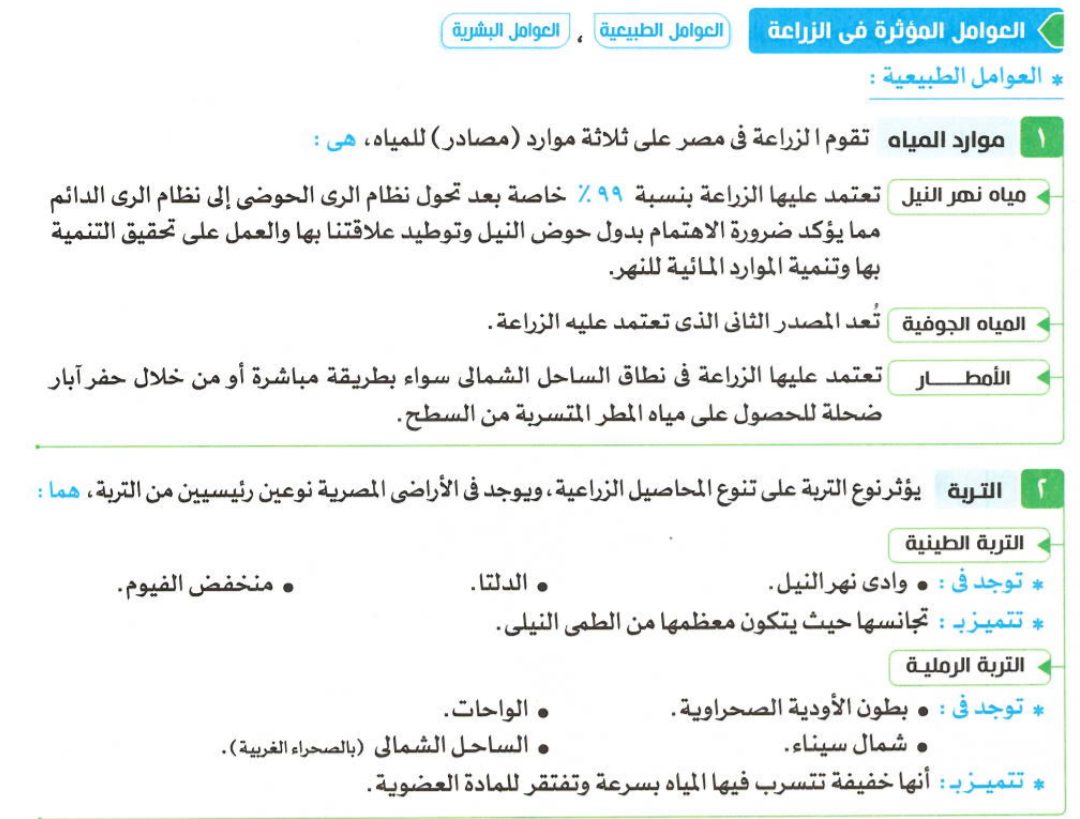 العوامل المؤثرة فى الزراعة العوامل الطبيعية ، العوامل البشرية
* العوامل الطبيعية :
١ موارد المياه تقوم الزراعة فى مصر على ثلاثة موارد (مصادر) للمياه، هى :
مياه نهر النيل تعتمد عليها الزراعة بنسبة ٩٩ ٪ خاصة بعد تحول نظام الرى الحوضى إلى نظام الرى الدائم
مما يؤكد ضرورة الاهتمام بدول حوض النيل وتوطيد علاقتنا بها والعمل على تحقيق التنمية
بها وتنمية الموارد المائية للنهر.
المياه الجوفية تُعد المصدر الثانى الذى تعتمد عليه الزراعة.
الأمطـــــار تعتمد عليها الزراعة فى نطاق الساحل الشمالى سواء بطريقة مباشرة أو من خلال حفر آبار
ضحلة للحصول على مياه المطر المتسربة من السطح.
٢ التربة يؤثر نوع التربة على تنوع المحاصيل الزراعية، ويوجد فى الأراضى المصرية نوعين رئيسيين من التربة، هما :
التربة الطينية
* توجد فى : • وادى نهر النيل. • الدلتا. • منخفض الفيوم.
* تتميـز بـ : تجانسها حيث يتكون معظمها من الطمى النيلى.
التربة الرمليـة
* توجد فى : • بطون الأودية الصحراوية. • الواحات.
• شمال سيناء. • الساحل الشمالى (بالصحراء الغربية).
* تتميـز بـ : أنها خفيفة تتسرب فيها المياه بسرعة وتفتقر للمادة العضوية.